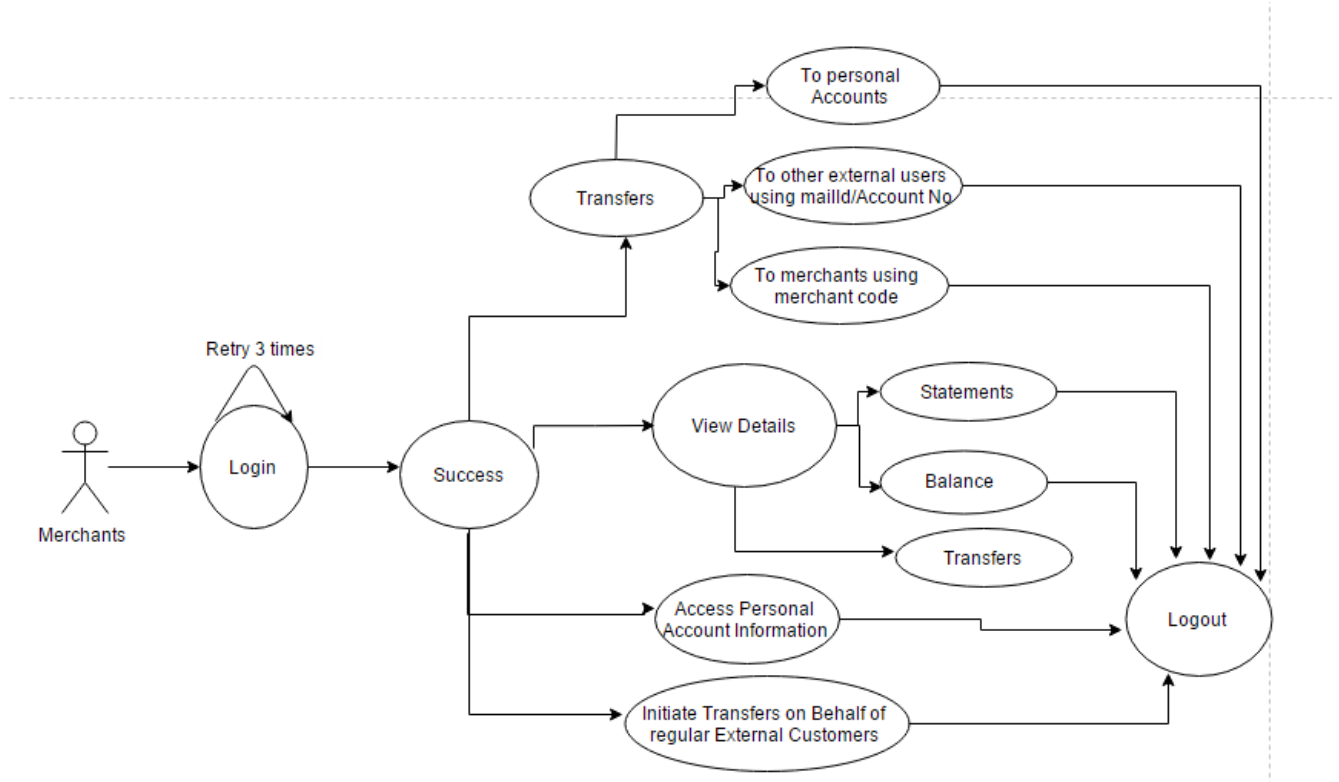 To personal
Accounts
To other external users
using mailId/Account No
Transfers
To merchants using
merchant code
Retry 3 times
Statements
View Details
Login
Success
Balance
Merchants
Transfers
Access Personal
Account Information
Logout
Initiate Transfers on Behalf of
regular External Customers